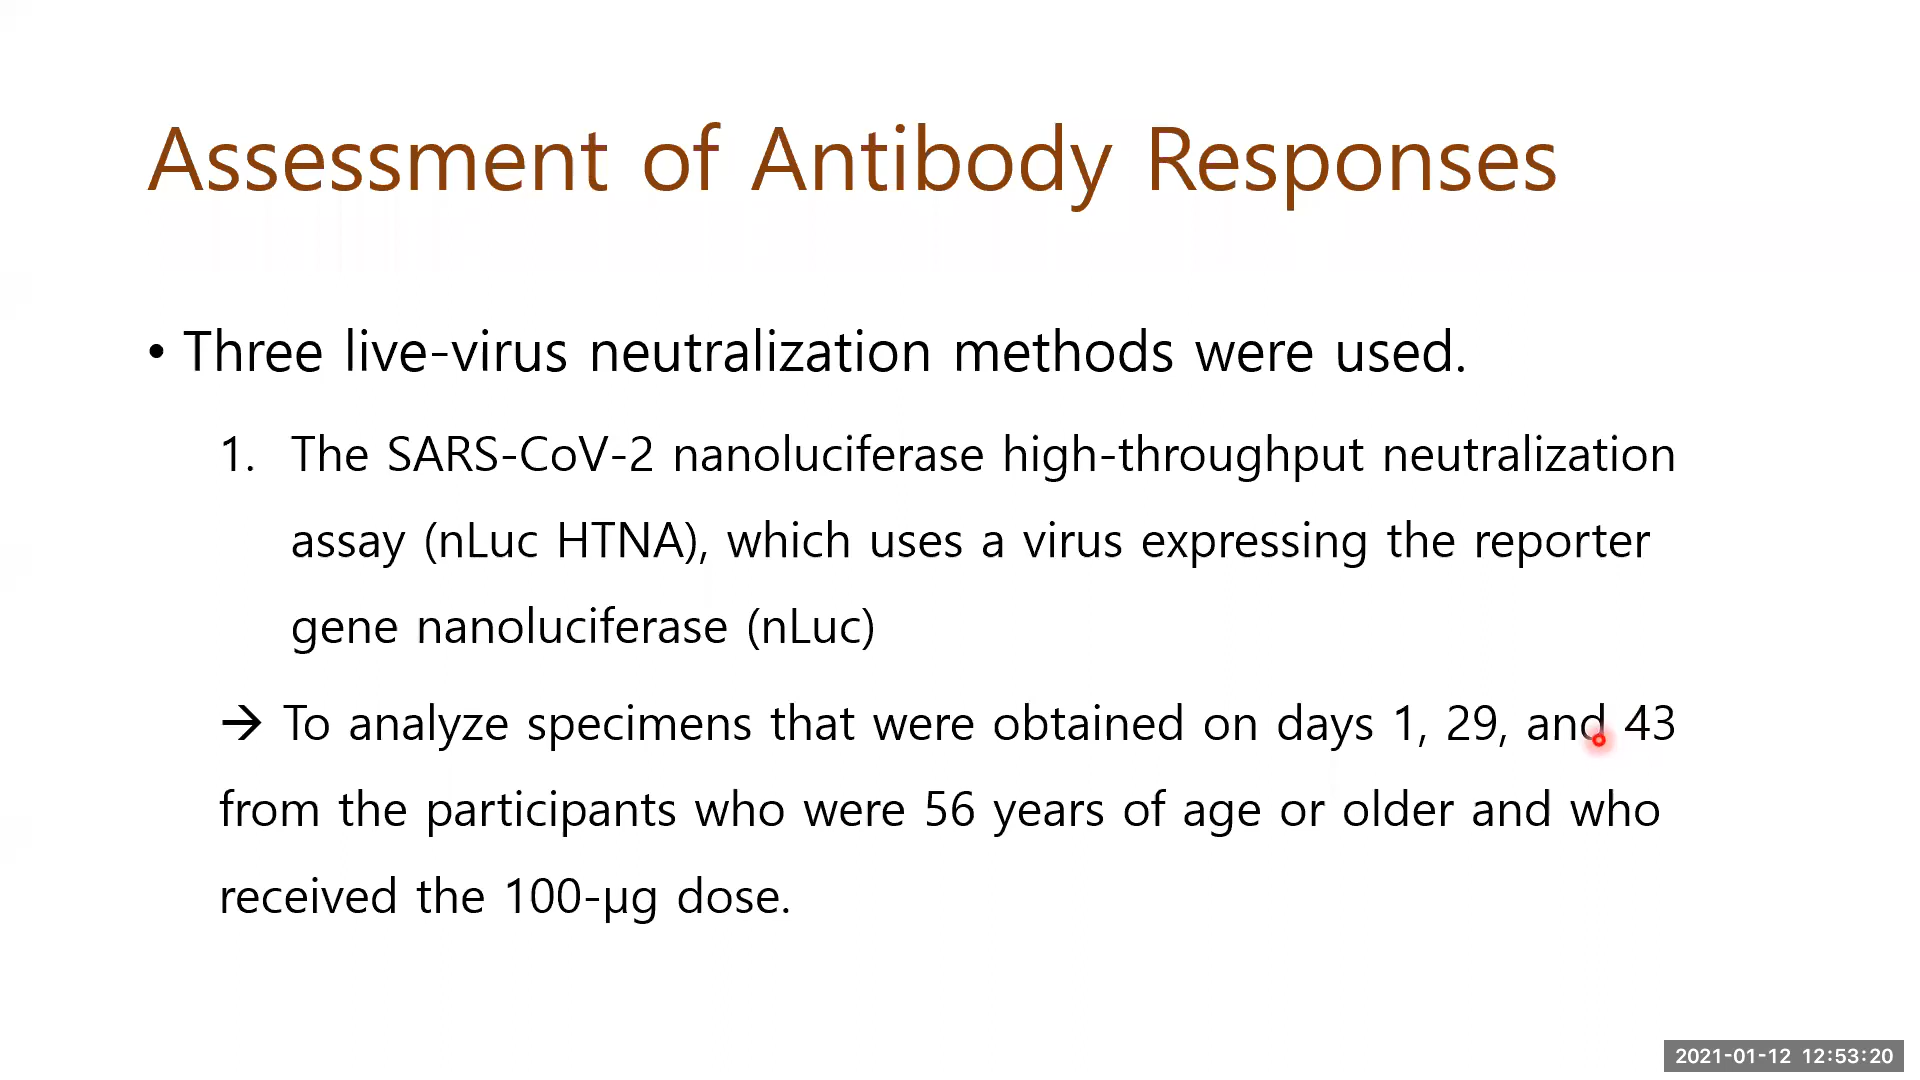 Assessment of Antibody Responses
• Three live-virus neutralization methods were used.
1. The SARS-CoV-2 nanoluciferase high-throughput neutralization
assay (nLuc HTNA), which uses a virus expressing the reporter
gene nanoluciferase (nLuc)
→ To analyze specimens that were obtained on days 1, 29, and 43
from the participants who were 56 years of age or older and who
received the 100-μg dose.
2021-01-12 12:53:20